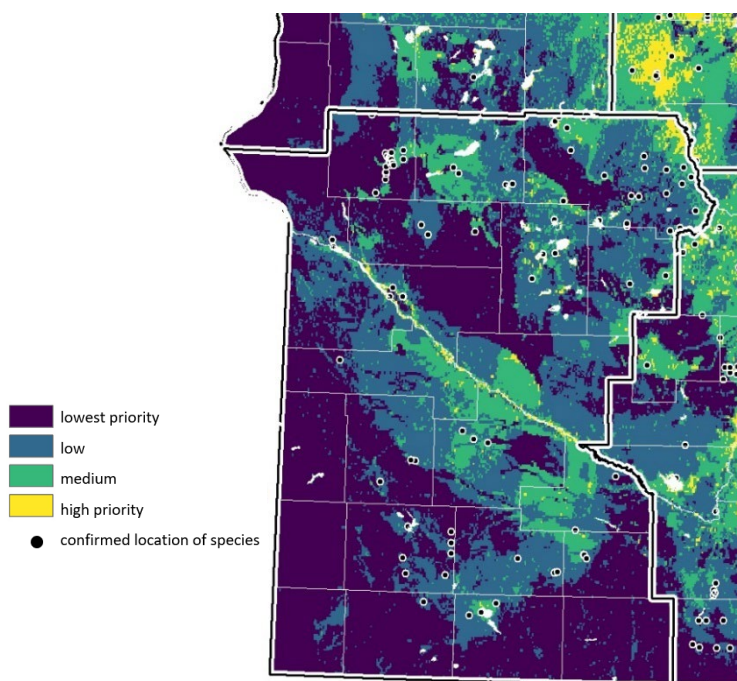 lowest priority
low
medium
high priority
confirmed location of species